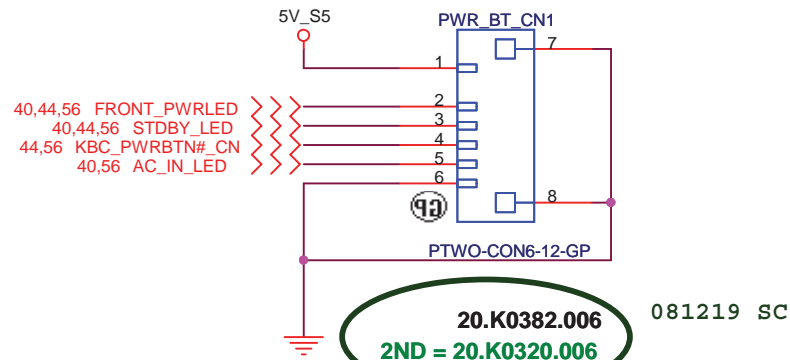 5V_S5
PWR_BT_CN1
7
1
40,44,56 FRONT_PWRLED
2
40,44,56 STDBY_LED
3
44,56 KBC_PWRBTN#_CN
4
40,56 AC_IN_LED
5
6
8
GP
PTWO-CON6-12-GP
20.K0382.006
081219 SC
2ND = 20.K0320.006